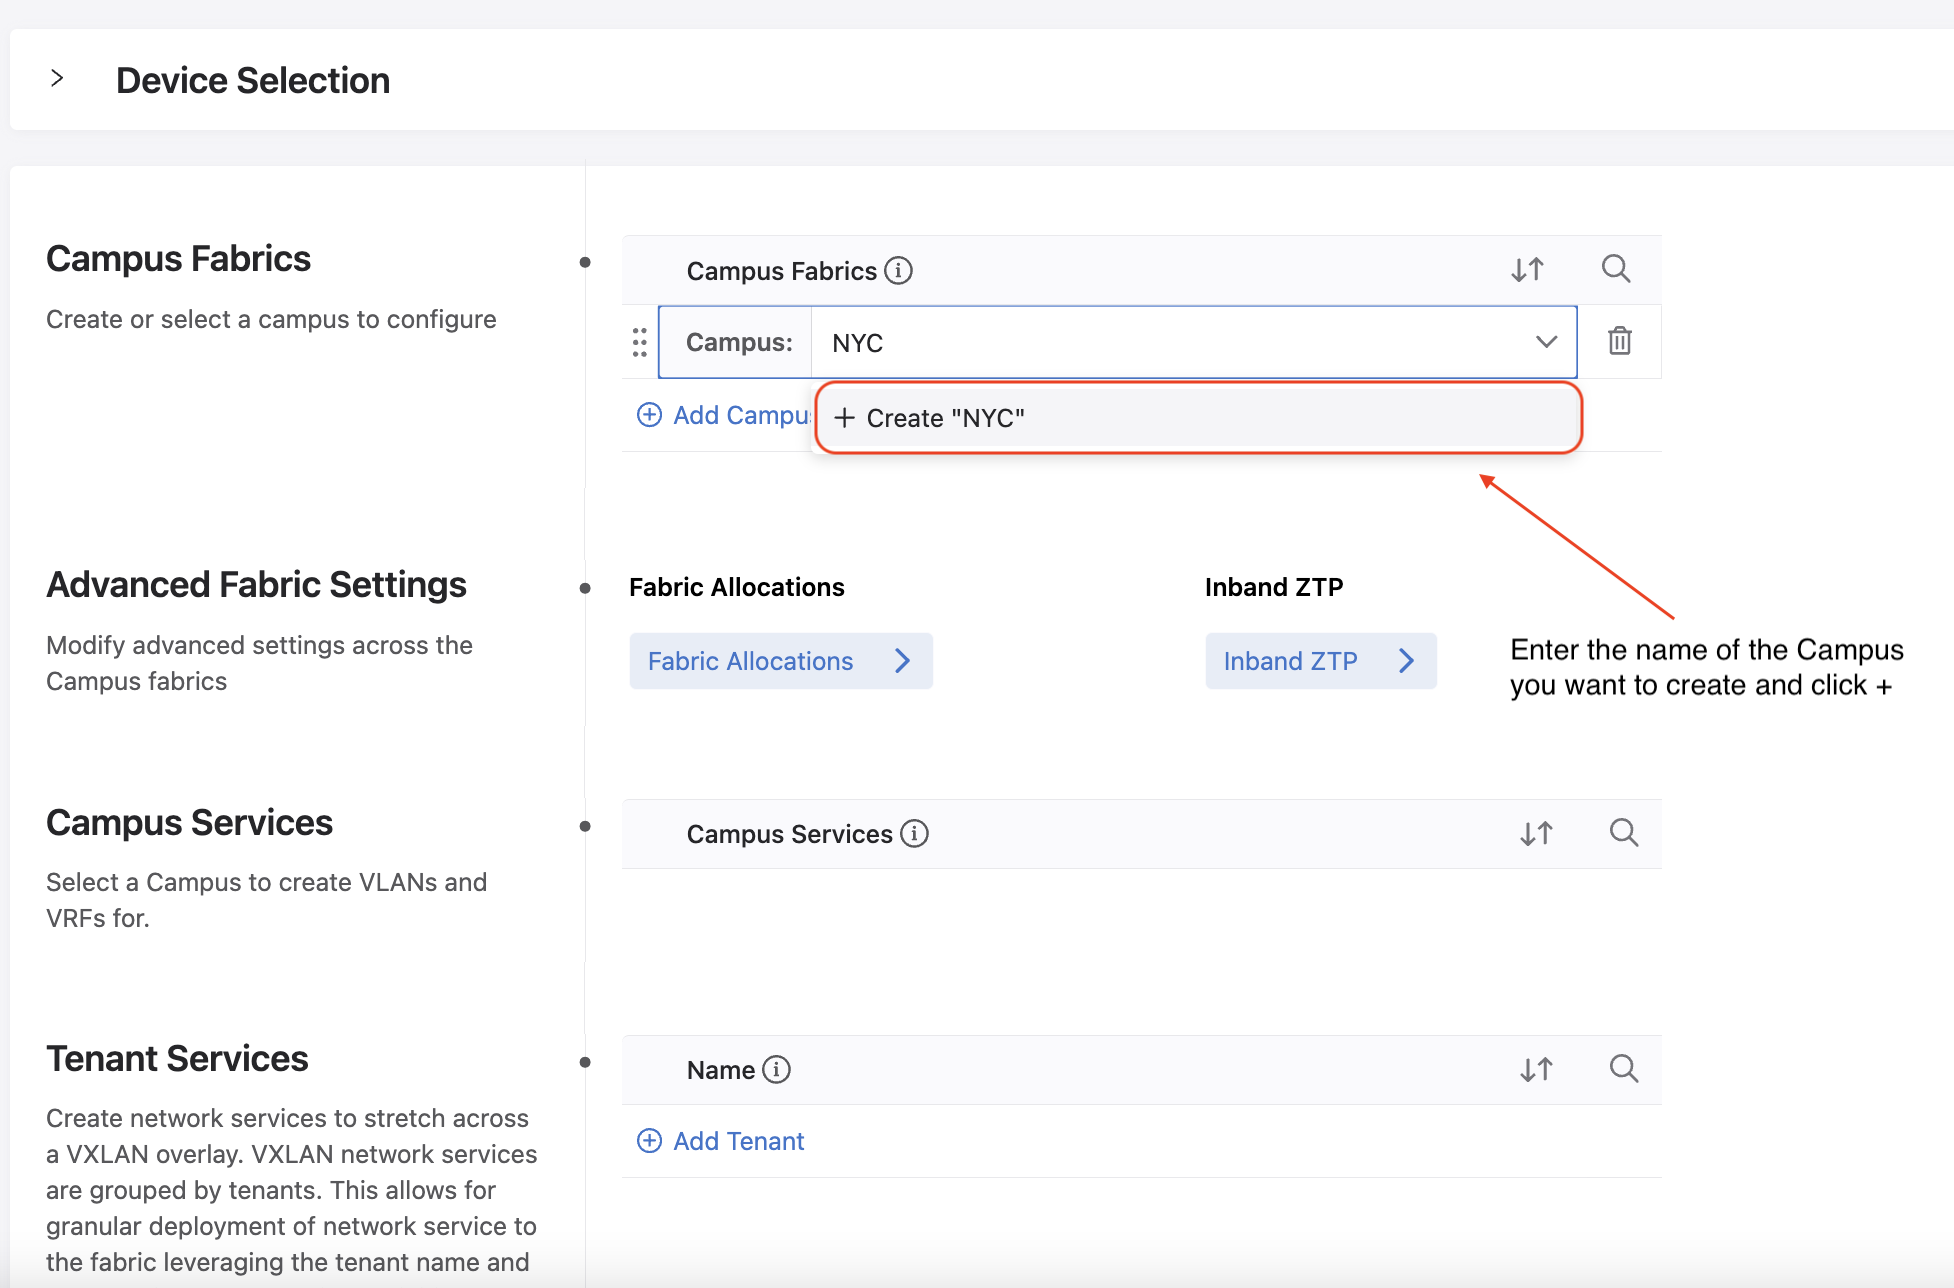 Device Selection
Campus Fabrics
Create or select a campus to configure
Campus Fabrics
Campus: NYC
Add Campus
+ Create "NYC"
Advanced Fabric Settings
Modify advanced settings across the
Campus fabrics
Fabric Allocations
Fabric Allocations
Inband ZTP
Inband ZTP
Enter the name of the Campus
you want to create and click +
Campus Services
Select a Campus to create VLANs and
VRFs for.
Campus Services
Tenant Services
Create network services to stretch across
a VXLAN overlay. VXLAN network services
are grouped by tenants. This allows for
granular deployment of network service to
the fabric leveraging the tenant name and
Name
Add Tenant